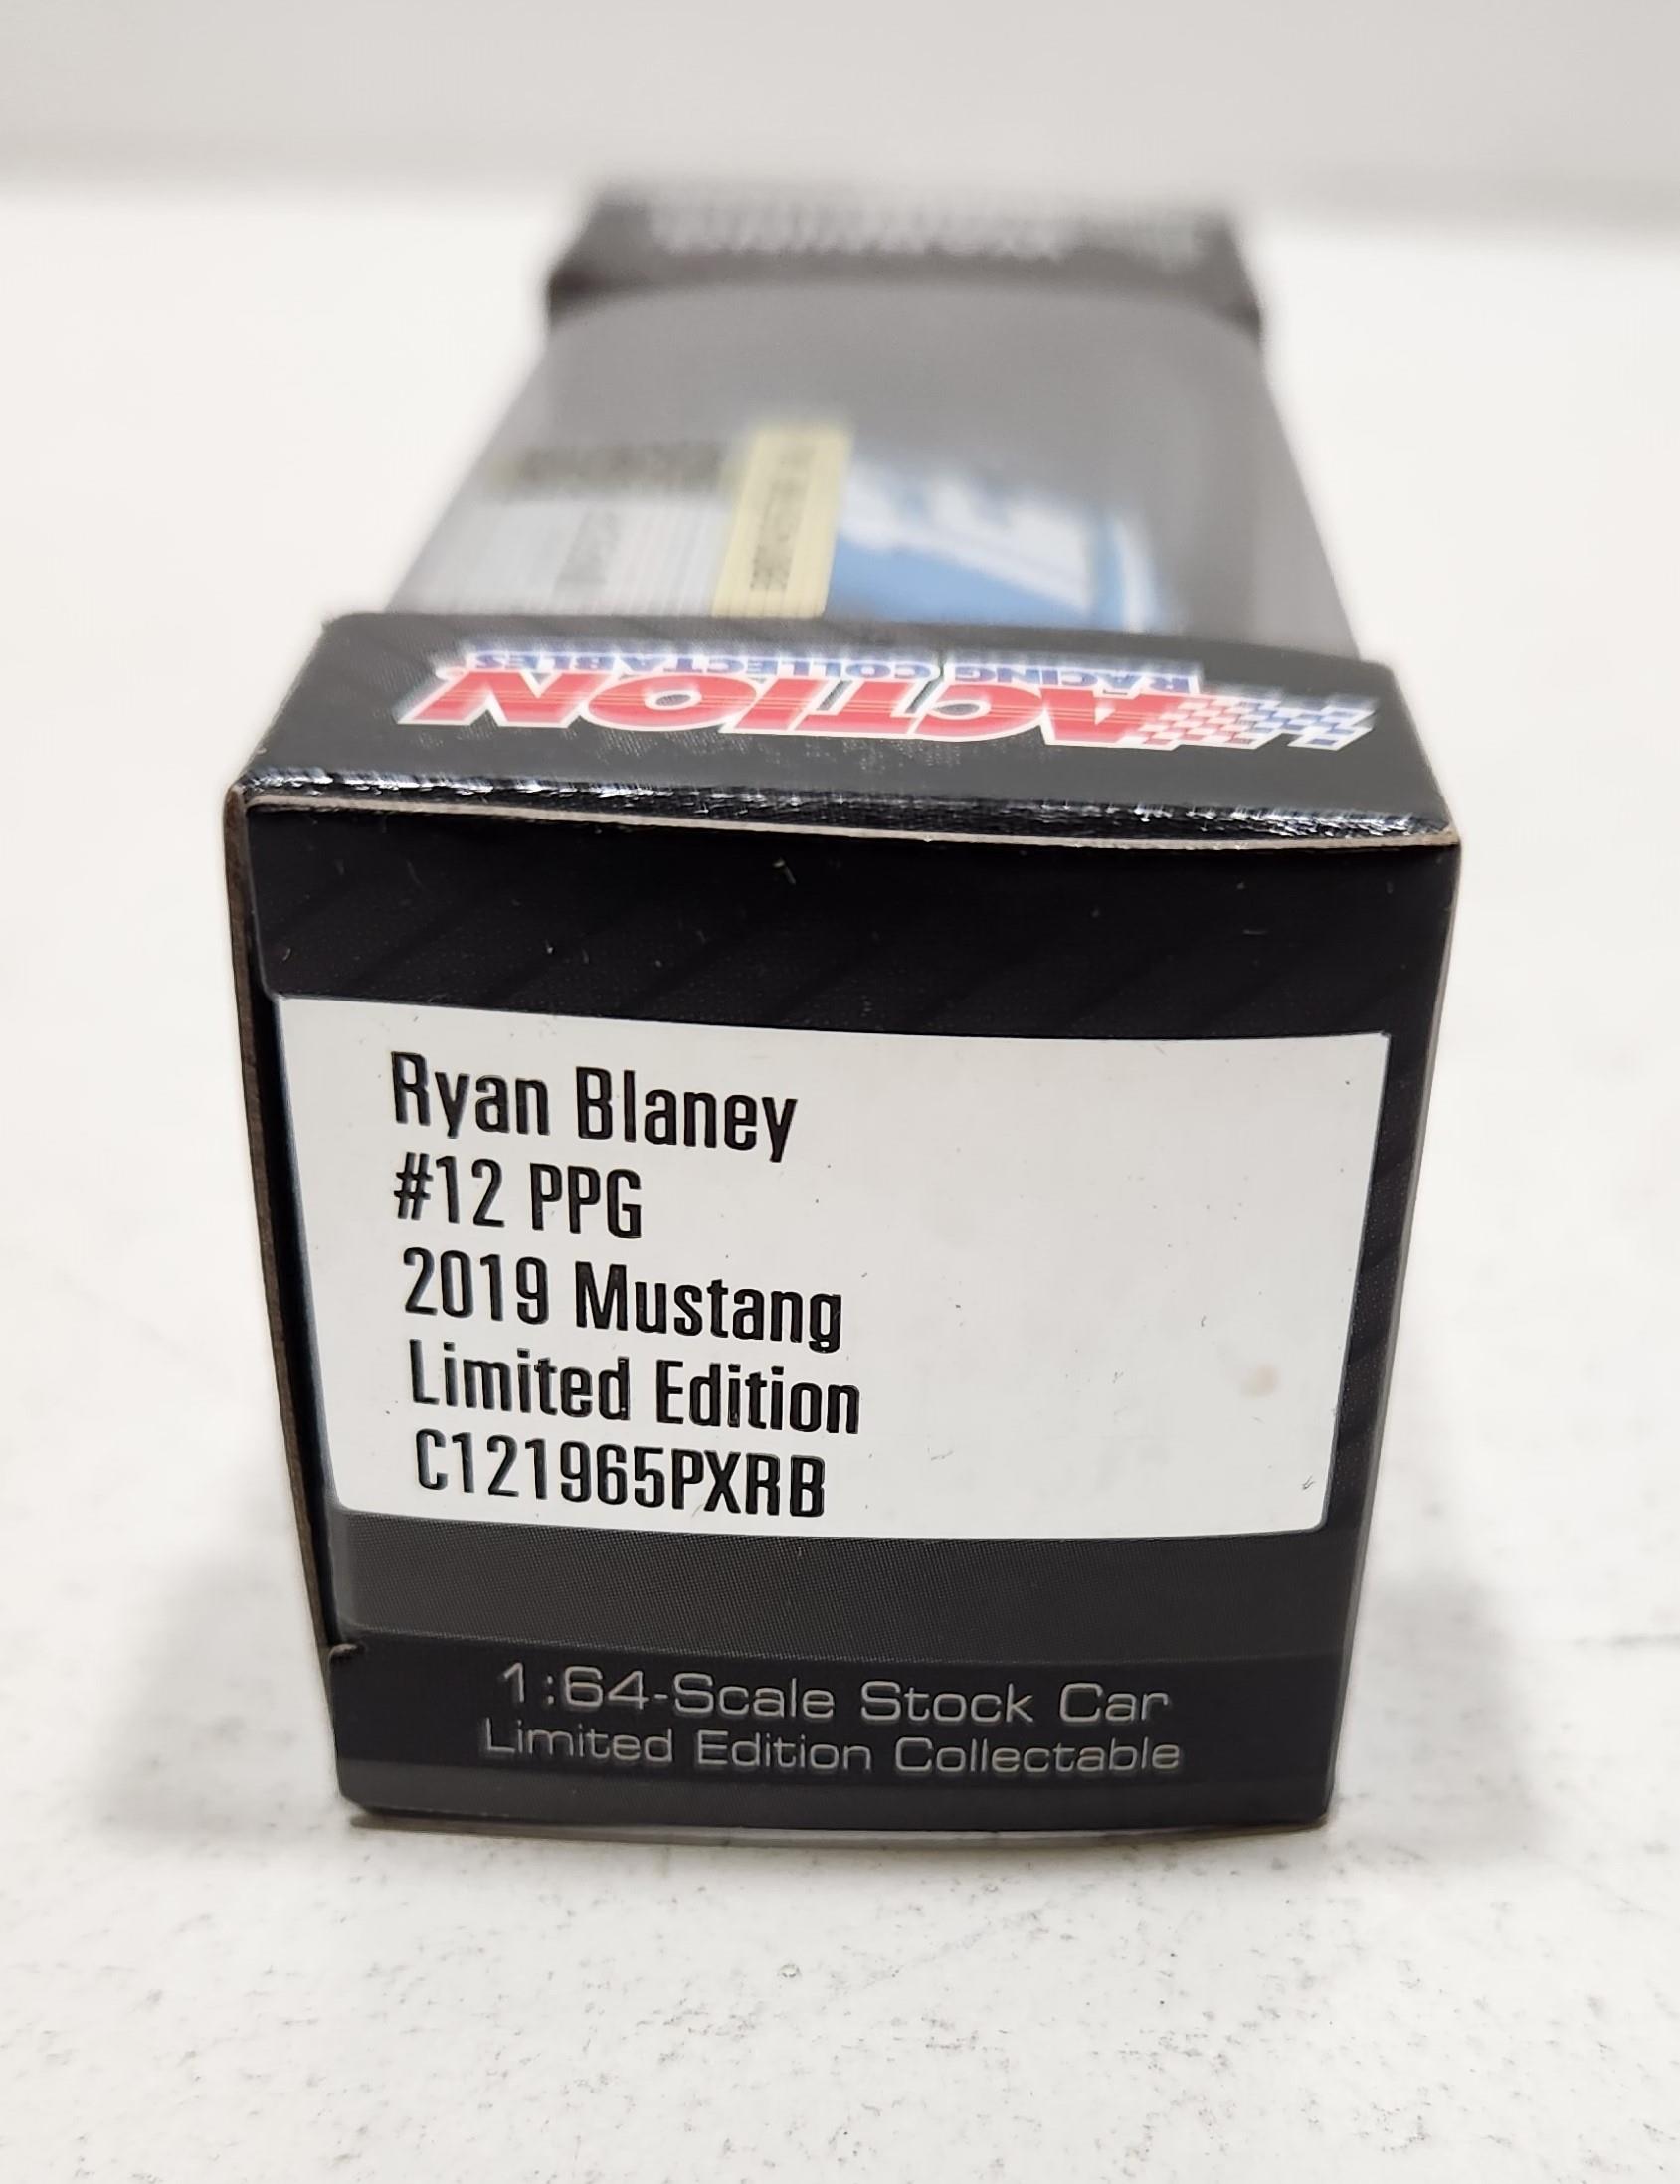 ACTION
RACING COLLECTABLES
Ryan Blaney
#12 PPG
2019 Mustang
Limited Edition
C121965PXRB
1:64-Scale Stock Car
Limited Edition Collectable